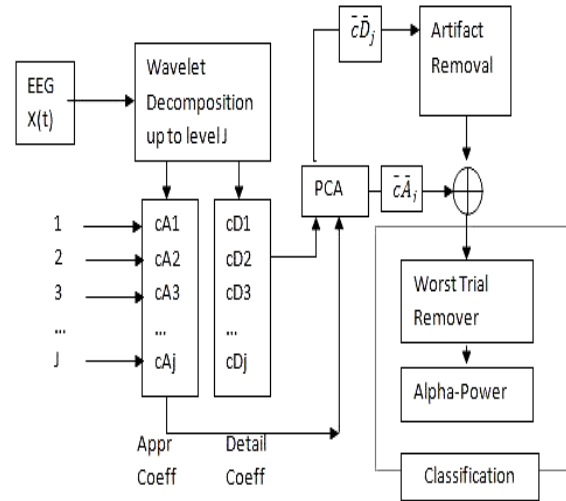 EEG
X(t)
Wavelet
Decomposition
up to level J
c̄D̄ⱼ
Artifact
Removal
PCA
c̄Āᵢ
1
2
3
...
J
cA1
cA2
cA3
...
cAj
cD1
cD2
cD3
...
cDj
Appr
Coeff
Detail
Coeff
Worst Trial
Remover
Alpha-Power
Classification